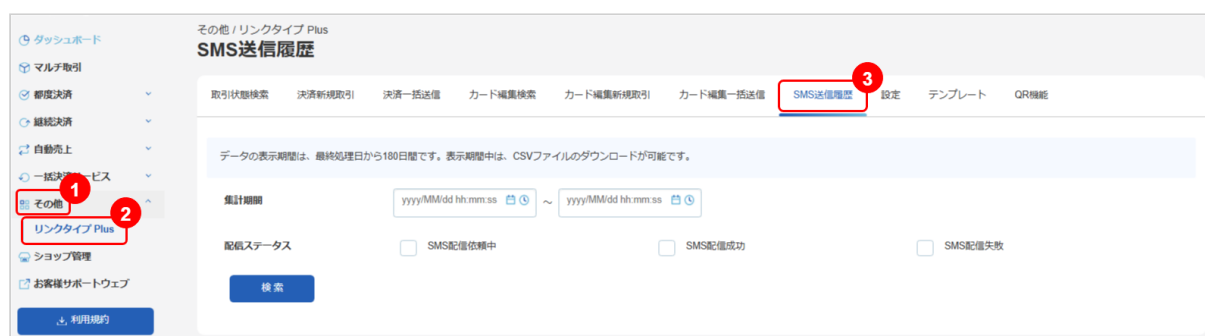 ダッシュボード
マルチ取引
都度決済
継続決済
自動売上
一括決済サービス
その他
1
リンクタイプ Plus
2
ショップ管理
お客様サポートウェブ
利用規約
その他 / リンクタイプ Plus
SMS送信履歴
取引状態検索 決済新規取引 決済一括送信 カード編集検索 カード編集新規取引 カード編集一括送信 SMS送信履歴 設定 テンプレート QR機能
3
データの表示期間は、最終処理日から180日間です。表示期間中は、CSVファイルのダウンロードが可能です。
集計期間 yyyy/MM/dd hh:mm:ss ～ yyyy/MM/dd hh:mm:ss
配信ステータス SMS配信依頼中 SMS配信成功 SMS配信失敗
検索